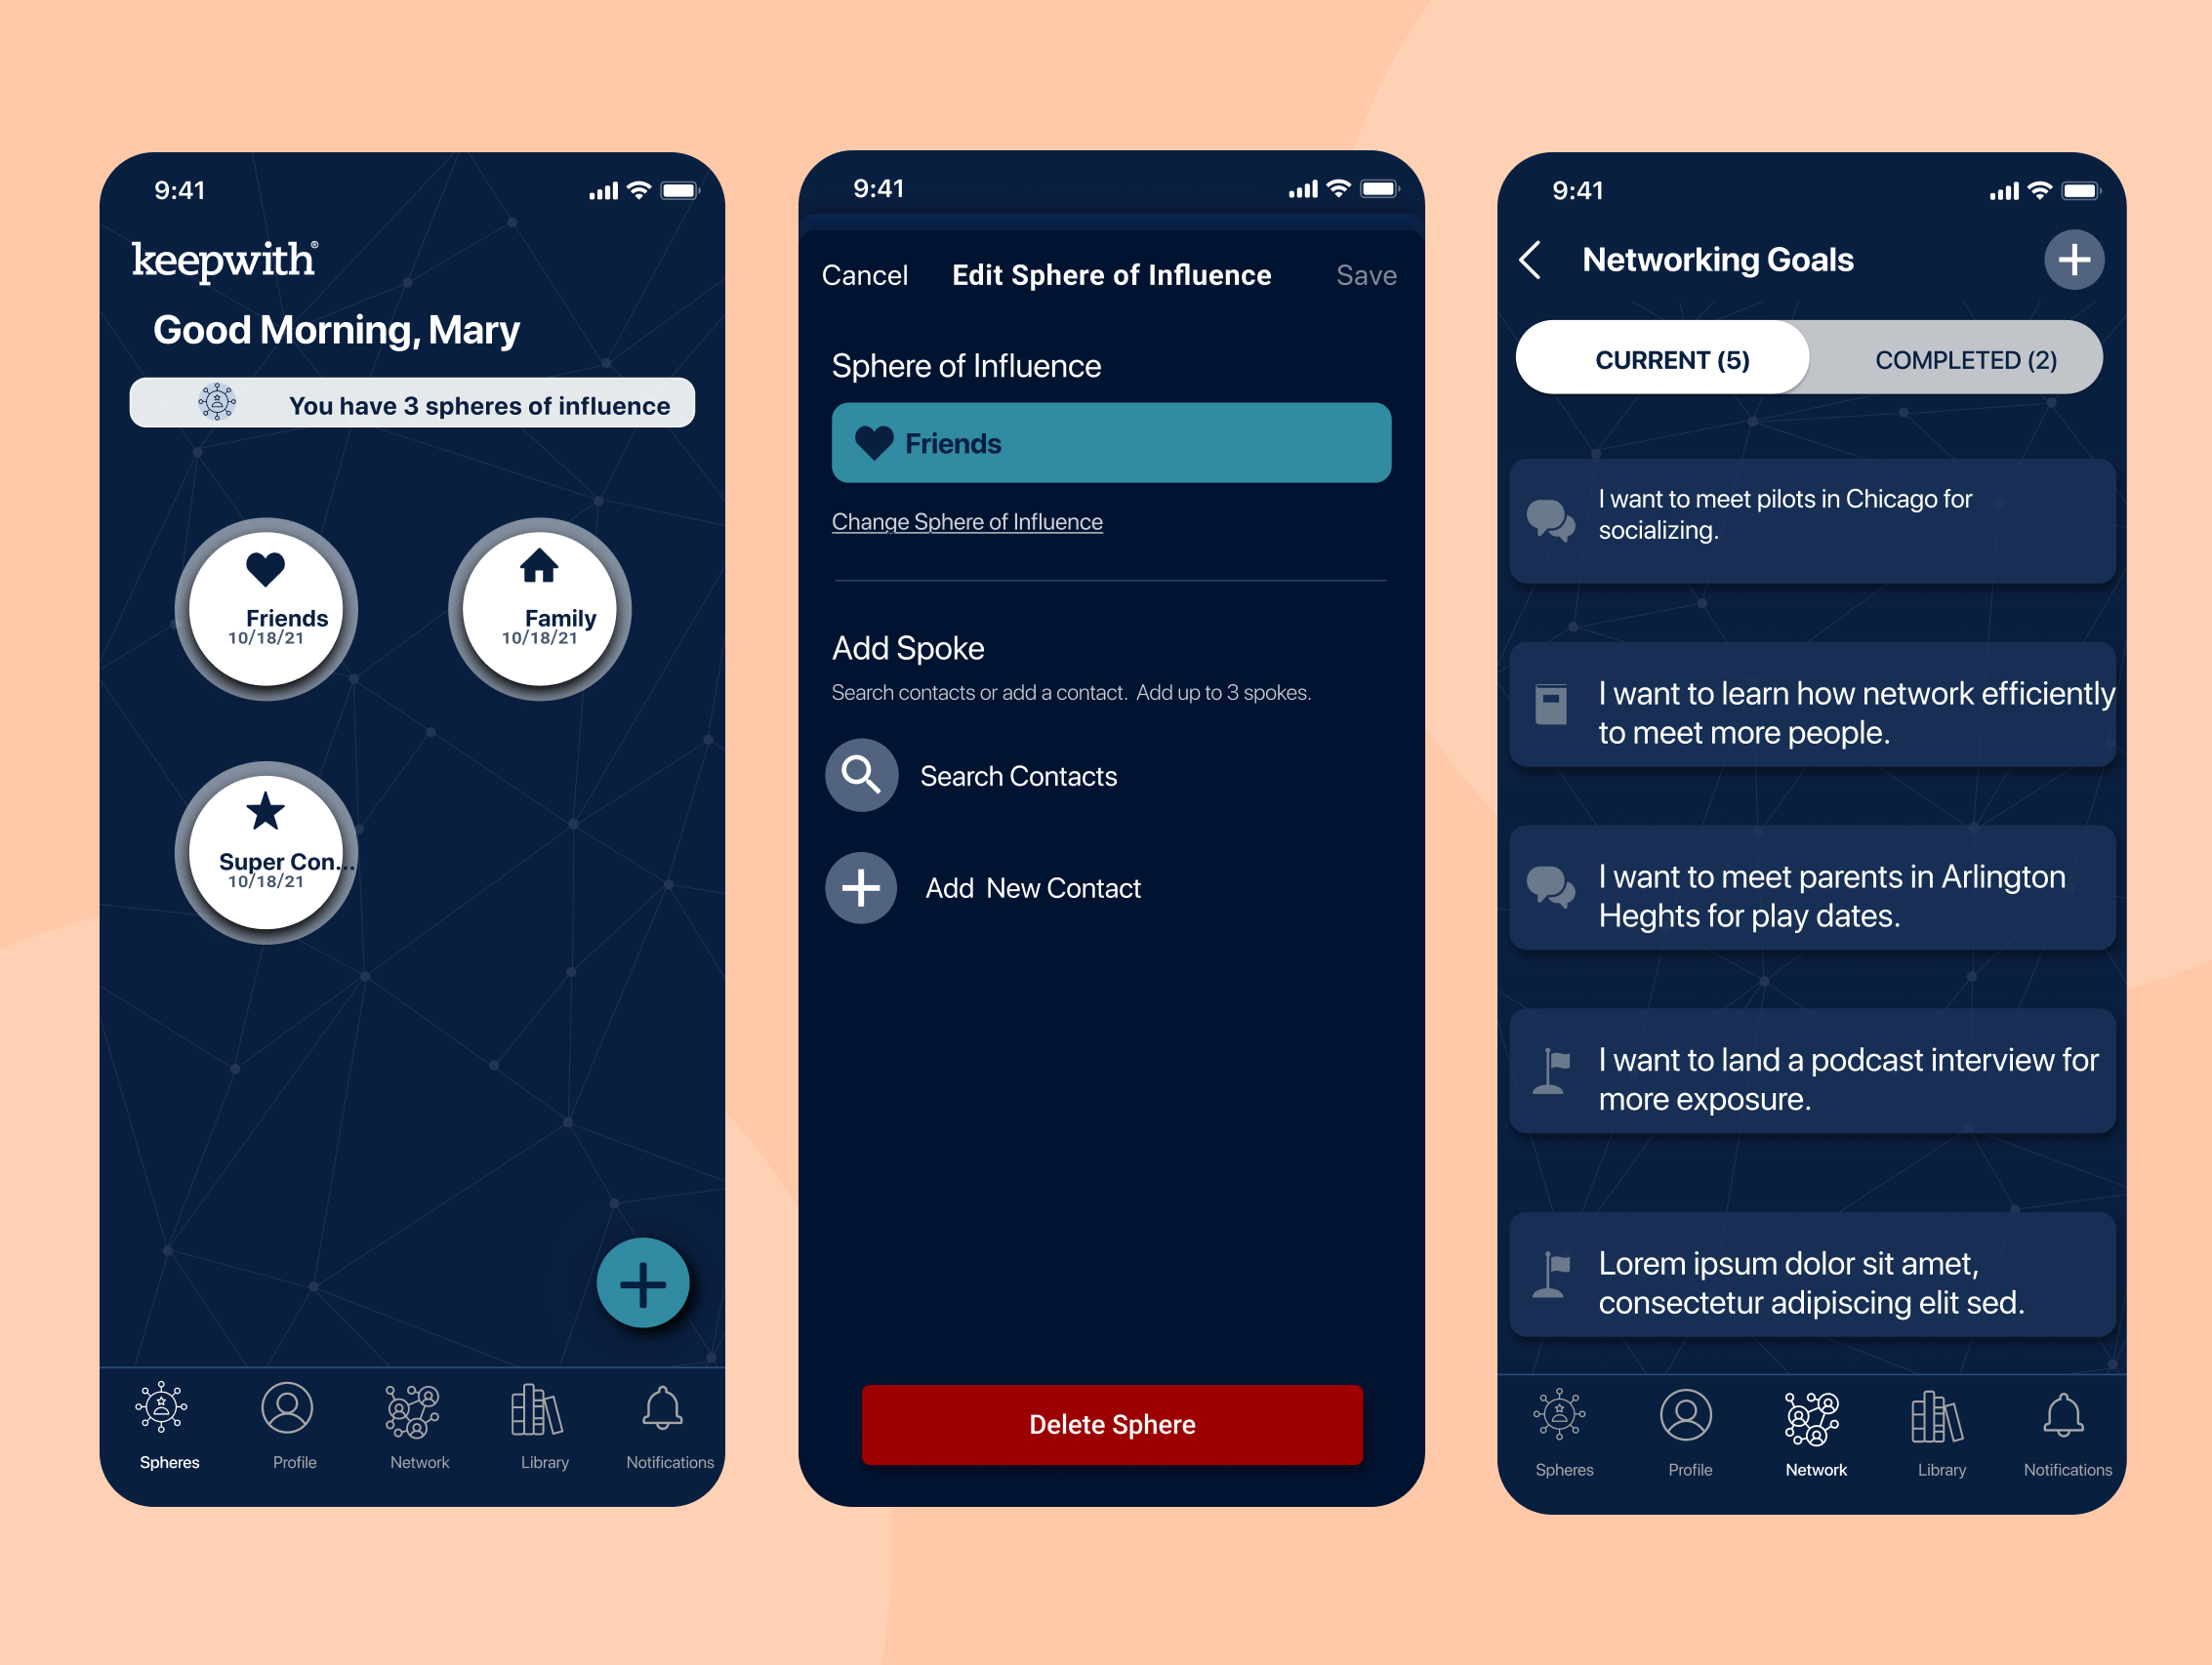 9:41
keepwith®
Good Morning, Mary
You have 3 spheres of influence
Friends
10/18/21
Family
10/18/21
Super Con...
10/18/21
Spheres
Profile
Network
Library
Notifications
9:41
Cancel
Edit Sphere of Influence
Save
Sphere of Influence
Friends
Change Sphere of Influence
Add Spoke
Search contacts or add a contact.  Add up to 3 spokes.
Search Contacts
Add  New Contact
Delete Sphere
9:41
Networking Goals
CURRENT (5)
COMPLETED (2)
I want to meet pilots in Chicago for
socializing.
I want to learn how network efficiently
to meet more people.
I want to meet parents in Arlington
Heghts for play dates.
I want to land a podcast interview for
more exposure.
Lorem ipsum dolor sit amet,
consectetur adipiscing elit sed.
Spheres
Profile
Network
Library
Notifications